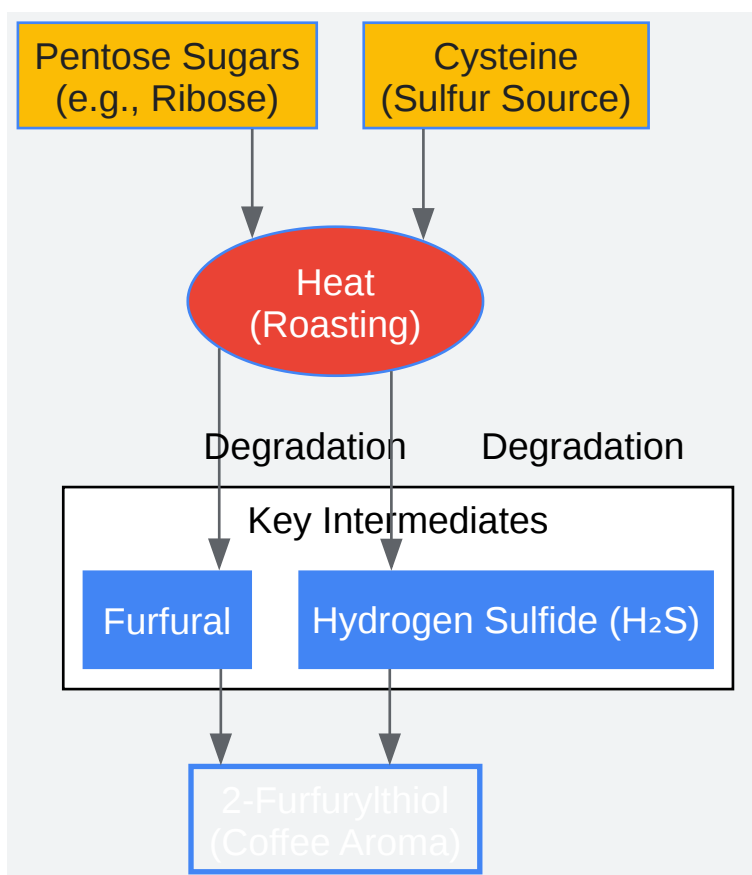 Pentose Sugars
(e.g., Ribose)
Cysteine
(Sulfur Source)
Heat
(Roasting)
Degradation
Degradation
Key Intermediates
Furfural
Hydrogen Sulfide (H₂S)
2-Furfurylthiol
(Coffee Aroma)